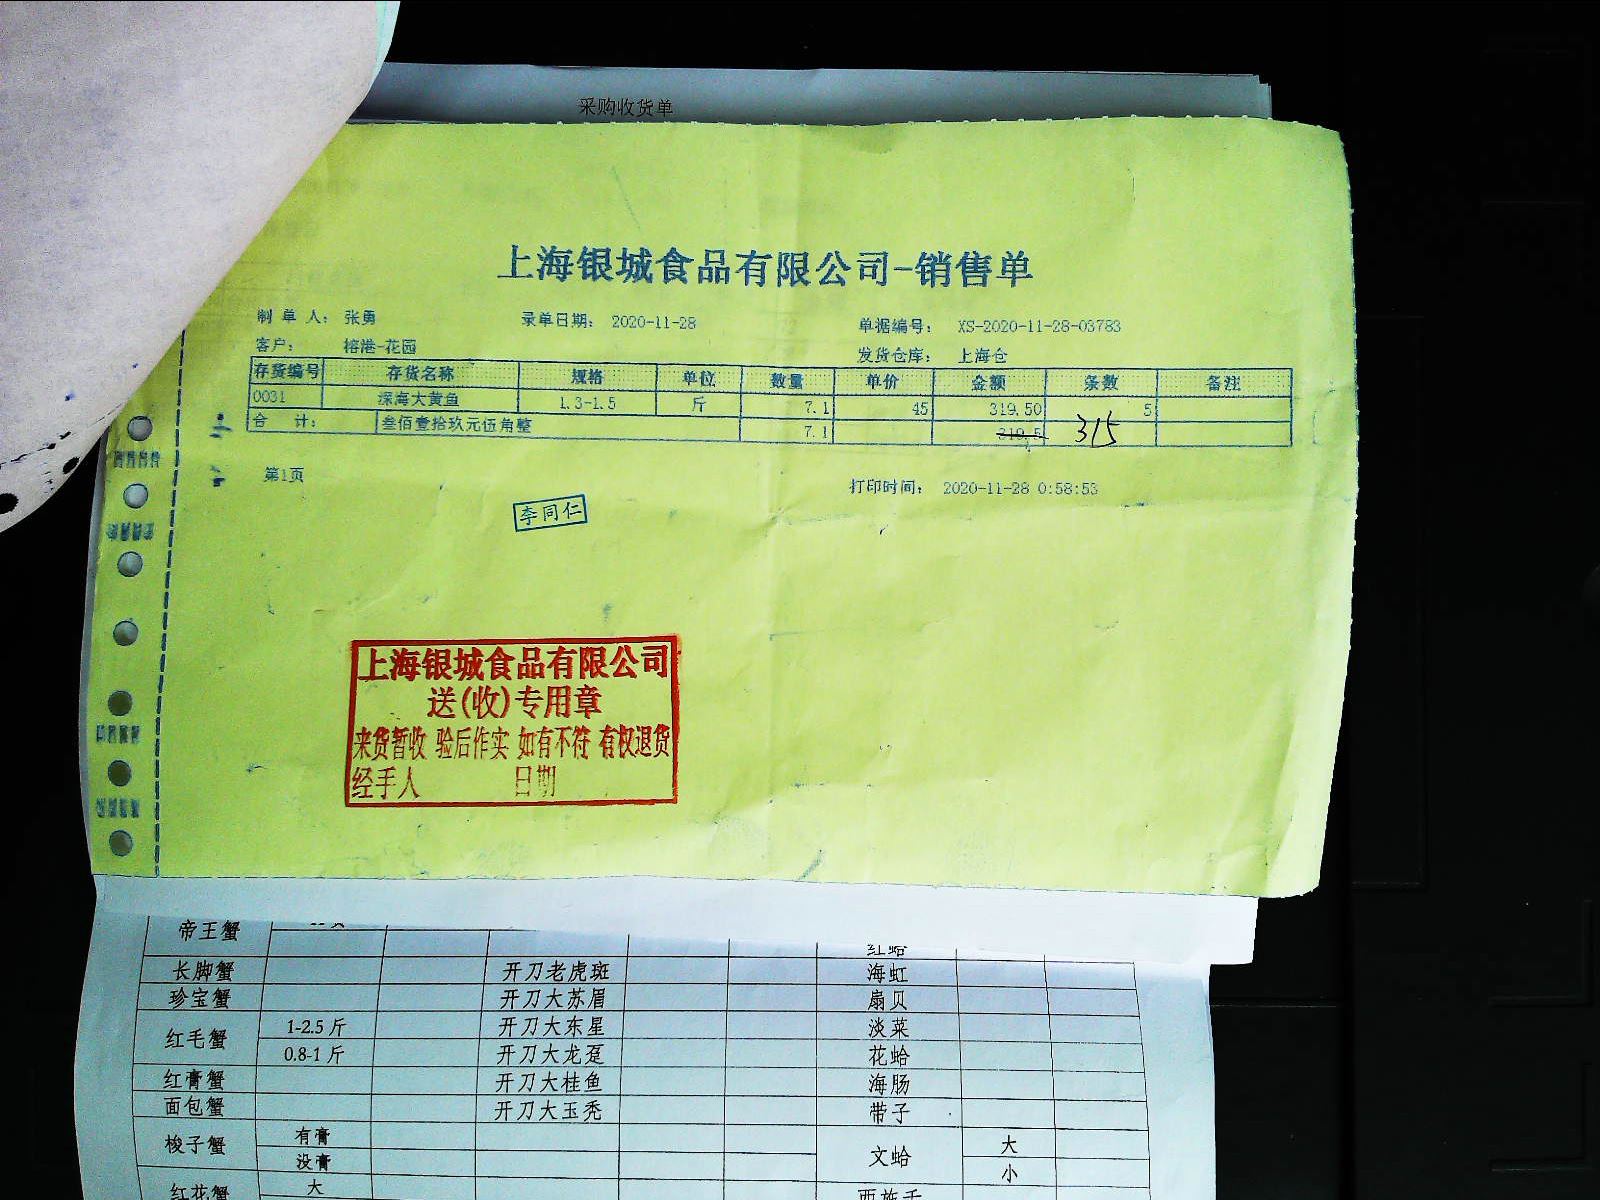 采购收货单
上海银城食品有限公司-销售单
制 单 人： 张勇 录单日期： 2020-11-28 单据编号： XS-2020-11-28-03783
客户： 榕港-花园 发货仓库： 上海仓
存货编号 存货名称 规格 单位 数量 单价 金额 条数 备注
0031 深海大黄鱼 1.3-1.5 斤 7.1 45 319.50 5
合 计： 叁佰壹拾玖元伍角整 7.1 319.5 315
第1页 打印时间： 2020-11-28 0:58:53
李同仁
上海银城食品有限公司
送(收)专用章
来货暂收 验后作实 如有不符 有权退货
经手人 日期
帝王蟹 红蛤
长脚蟹 开刀老虎斑 海虹
珍宝蟹 开刀大苏眉 扇贝
红毛蟹 1-2.5 斤 开刀大东星 淡菜
0.8-1 斤 开刀大龙趸 花蛤
红膏蟹 开刀大桂鱼 海肠
面包蟹 开刀大玉秃 带子
梭子蟹 有膏 文蛤 大
没膏 小
红花蟹 大